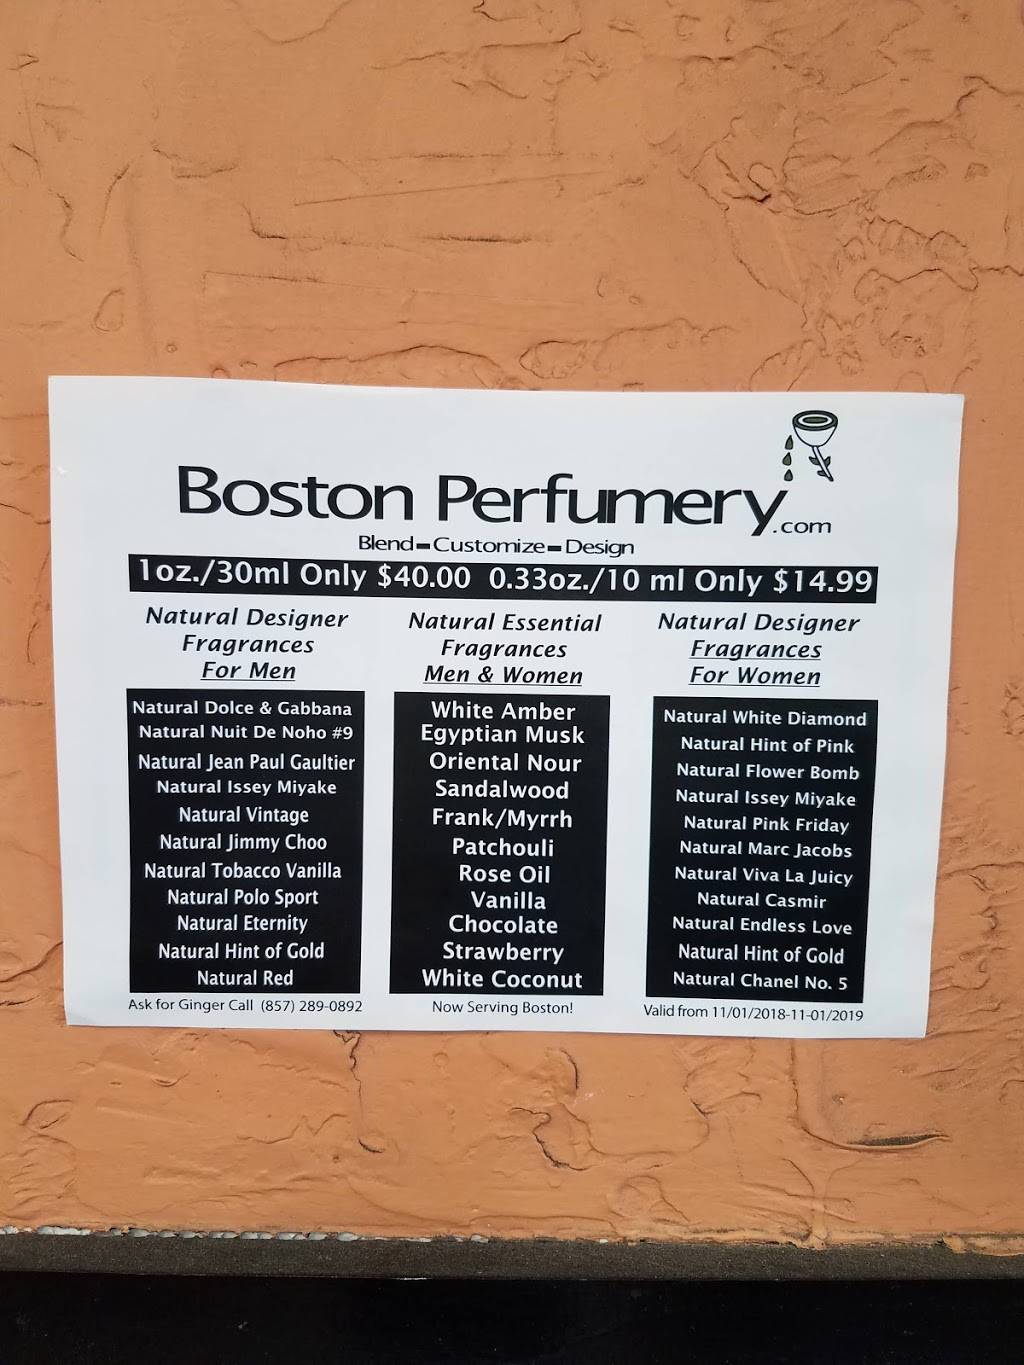 Boston Perfumery.com
Blend-Customize-Design
1oz./30ml Only $40.00 0.33oz./10 ml Only $14.99
Natural Designer
Fragrances
For Men
Natural Dolce & Gabbana
Natural Nuit De Noho #9
Natural Jean Paul Gaultier
Natural Issey Miyake
Natural Vintage
Natural Jimmy Choo
Natural Tobacco Vanilla
Natural Polo Sport
Natural Eternity
Natural Hint of Gold
Natural Red
Ask for Ginger Call (857) 289-0892
Natural Essential
Fragrances
Men & Women
White Amber
Egyptian Musk
Oriental Nour
Sandalwood
Frank/Myrrh
Patchouli
Rose Oil
Vanilla
Chocolate
Strawberry
White Coconut
Now Serving Boston!
Natural Designer
Fragrances
For Women
Natural White Diamond
Natural Hint of Pink
Natural Flower Bomb
Natural Issey Miyake
Natural Pink Friday
Natural Marc Jacobs
Natural Viva La Juicy
Natural Casmir
Natural Endless Love
Natural Hint of Gold
Natural Chanel No. 5
Valid from 11/01/2018-11-01/2019